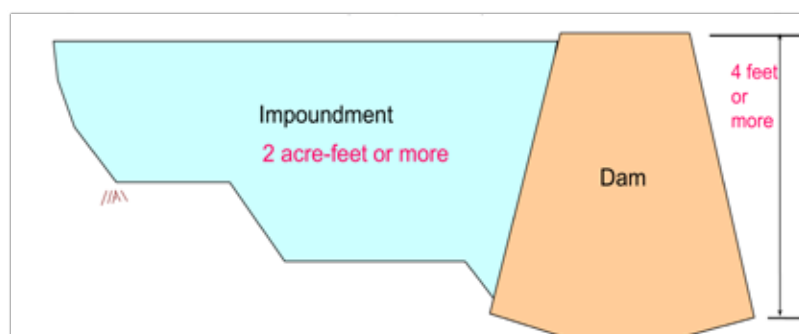 Impoundment
2 acre-feet or more
Dam
4 feet
or
more